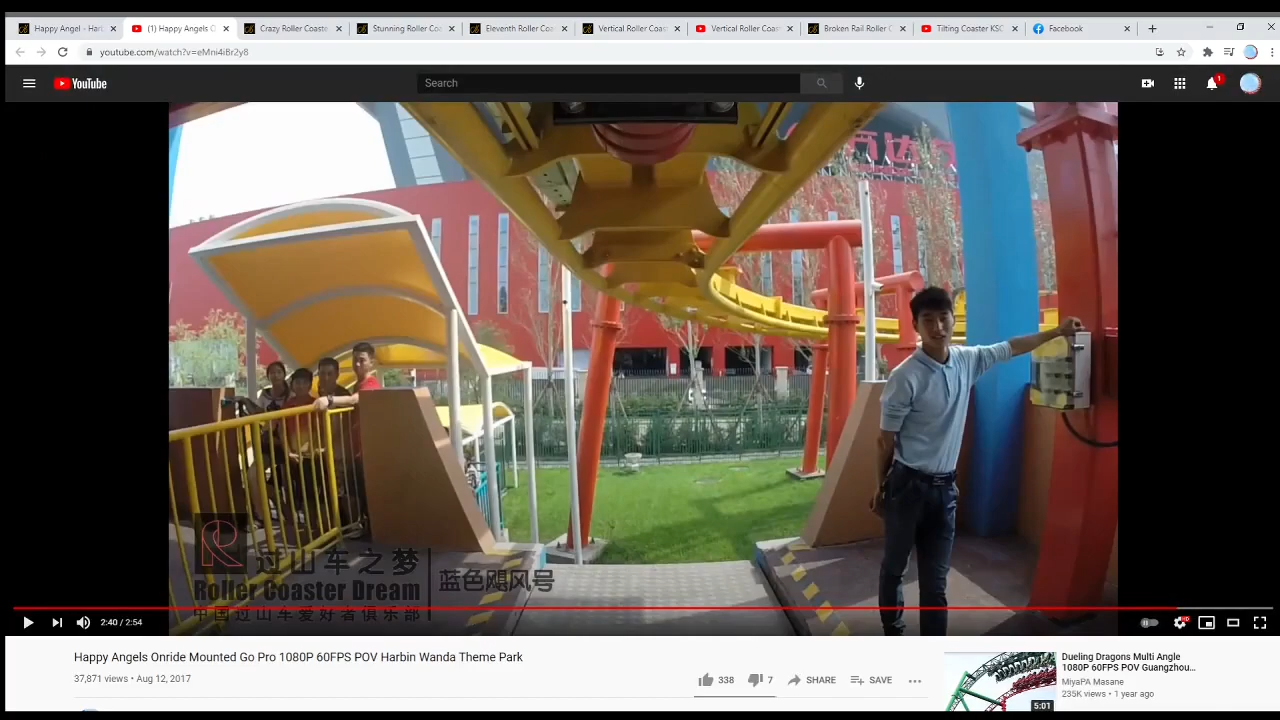 Happy Angel - Har
(1) Happy Angels O
Crazy Roller Coaste
Stunning Roller Coa
Eleventh Roller Coa
Vertical Roller Coas
Vertical Roller Coas
Broken Rail Roller C
Tilting Coaster KSC
Facebook
youtube.com/watch?v=eMni4iBr2y8
YouTube
Search
1
万达
过山车之梦
Roller Coaster Dream
中国过山车爱好者俱乐部
蓝色飓风号
2:40 / 2:54
HD
Happy Angels Onride Mounted Go Pro 1080P 60FPS POV Harbin Wanda Theme Park
37,871 views • Aug 12, 2017
338
7
SHARE
SAVE
Dueling Dragons Multi Angle
1080P 60FPS POV Guangzhou...
MiyaPA Masane
235K views • 1 year ago
5:01